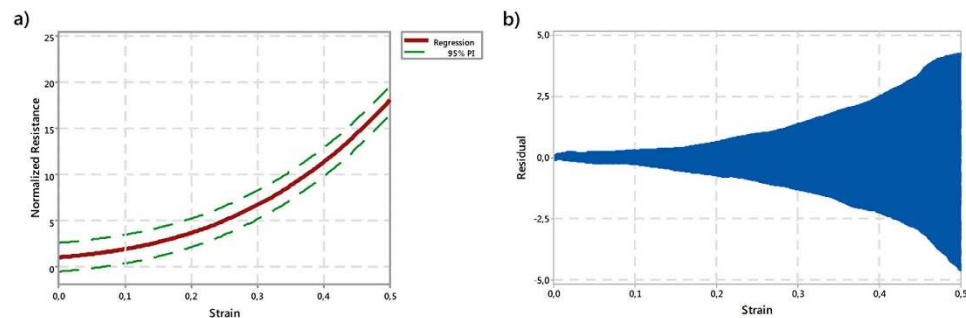 a)
25
20
15
10
5
0
Normalized Resistance
0,0 0,1 0,2 0,3 0,4 0,5
Strain
Regression
95% PI
b)
5,0
2,5
0,0
-2,5
-5,0
Residual
0,0 0,1 0,2 0,3 0,4 0,5
Strain